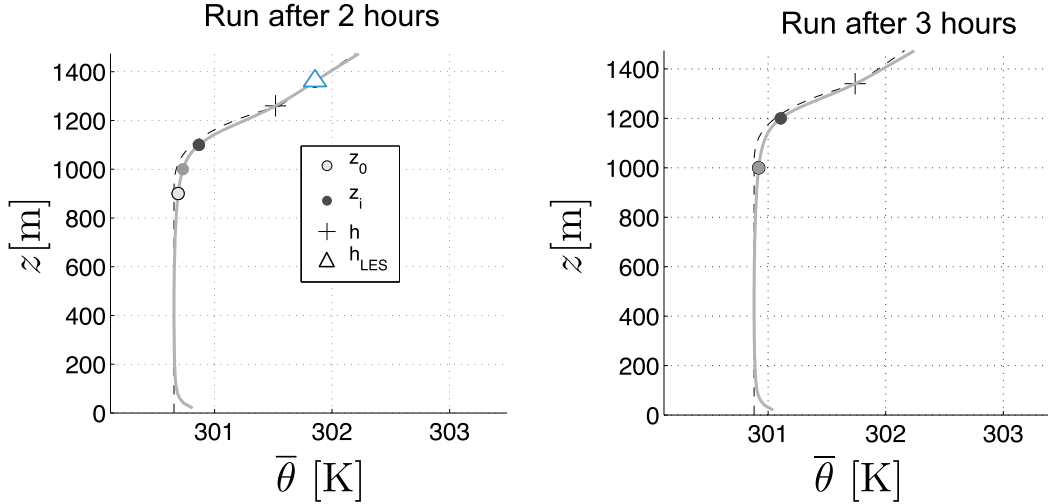 Run after 2 hours
1400
1200
1000
800
600
400
200
0
z[m]
301
302
303
θ̅ [K]
z_0
z_i
h
h_LES
Run after 3 hours
1400
1200
1000
800
600
400
200
0
z[m]
301
302
303
θ̅ [K]